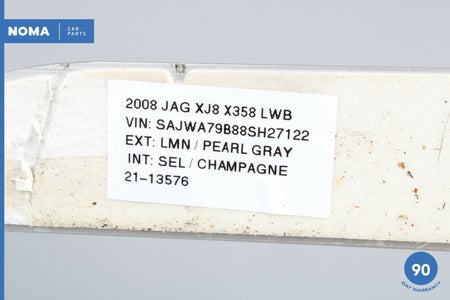 NOMA CAR PARTS
2008 JAG XJ8 X358 LWB
VIN: SAJWA79B88SH27122
EXT: LMN / PEARL GRAY
INT: SEL / CHAMPAGNE
21-13576
90
DAY WARRANTY